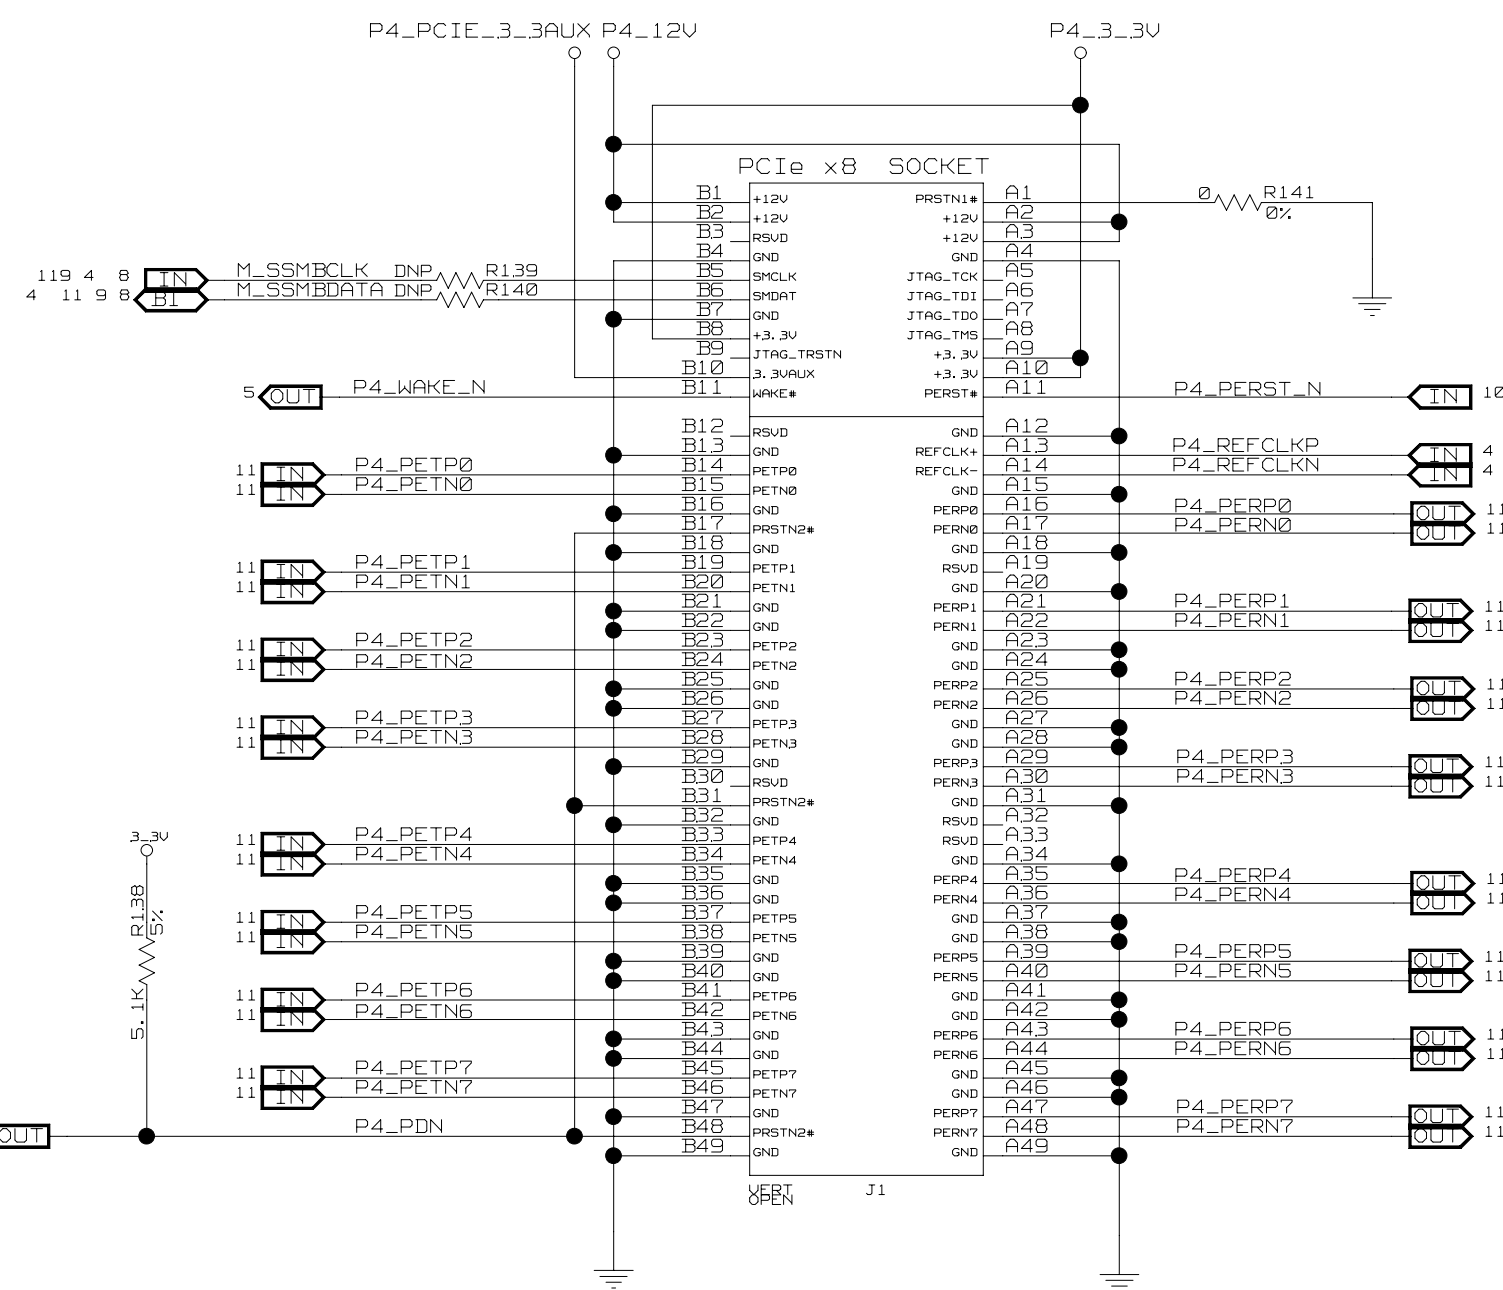 P4_PCIE_3_3AUX P4_12V P4_3_3V
PCIe x8 SOCKET
B1 +12V PRSTN1# A1 0 R141
0%
B2 +12V +12V A2
B3 RSVD +12V A3
B4 GND GND A4
119 4 8 IN M_SSMBCLK DNP R139 B5 SMCLK JTAG_TCK A5
4 11 9 8 BI M_SSMBDATA DNP R140 B6 SMDAT JTAG_TDI A6
B7 GND JTAG_TDO A7
B8 +3.3V JTAG_TMS A8
B9 JTAG_TRSTN +3.3V A9
B10 3.3VAUX +3.3V A10
5 OUT P4_WAKE_N B11 WAKE# PERST# A11 P4_PERST_N IN 10
B12 RSVD GND A12
B13 GND REFCLK+ A13 P4_REFCLKP IN 4
11 IN P4_PETP0 B14 PETP0 REFCLK- A14 P4_REFCLKN IN 4
11 IN P4_PETN0 B15 PETN0 GND A15
B16 GND PERP0 A16 P4_PERP0 OUT 11
B17 PRSTN2# PERN0 A17 P4_PERN0 OUT 11
B18 GND GND A18
11 IN P4_PETP1 B19 PETP1 RSVD A19
11 IN P4_PETN1 B20 PETN1 GND A20
B21 GND PERP1 A21 P4_PERP1 OUT 11
B22 GND PERN1 A22 P4_PERN1 OUT 11
11 IN P4_PETP2 B23 PETP2 GND A23
11 IN P4_PETN2 B24 PETN2 GND A24
B25 GND PERP2 A25 P4_PERP2 OUT 11
B26 GND PERN2 A26 P4_PERN2 OUT 11
11 IN P4_PETP3 B27 PETP3 GND A27
11 IN P4_PETN3 B28 PETN3 GND A28
B29 GND PERP3 A29 P4_PERP3 OUT 11
B30 RSVD PERN3 A30 P4_PERN3 OUT 11
B31 PRSTN2# GND A31
B32 GND RSVD A32
3_3V
11 IN P4_PETP4 B33 PETP4 RSVD A33
11 IN P4_PETN4 B34 PETN4 GND A34
B35 GND PERP4 A35 P4_PERP4 OUT 11
B36 GND PERN4 A36 P4_PERN4 OUT 11
R138
5%
5.1K
11 IN P4_PETP5 B37 PETP5 GND A37
11 IN P4_PETN5 B38 PETN5 GND A38
B39 GND PERP5 A39 P4_PERP5 OUT 11
B40 GND PERN5 A40 P4_PERN5 OUT 11
11 IN P4_PETP6 B41 PETP6 GND A41
11 IN P4_PETN6 B42 PETN6 GND A42
B43 GND PERP6 A43 P4_PERP6 OUT 11
B44 GND PERN6 A44 P4_PERN6 OUT 11
11 IN P4_PETP7 B45 PETP7 GND A45
11 IN P4_PETN7 B46 PETN7 GND A46
B47 GND PERP7 A47 P4_PERP7 OUT 11
OUT P4_PDN B48 PRSTN2# PERN7 A48 P4_PERN7 OUT 11
B49 GND GND A49
VERT J1
OPEN